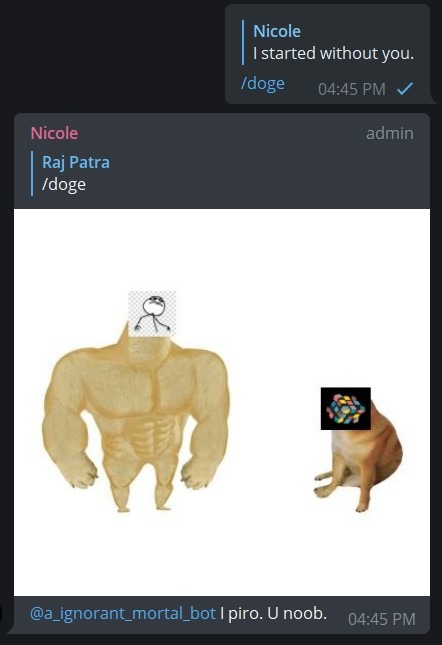 Nicole
I started without you.
/doge 04:45 PM
Nicole admin
Raj Patra
/doge
@a_ignorant_mortal_bot I piro. U noob. 04:45 PM